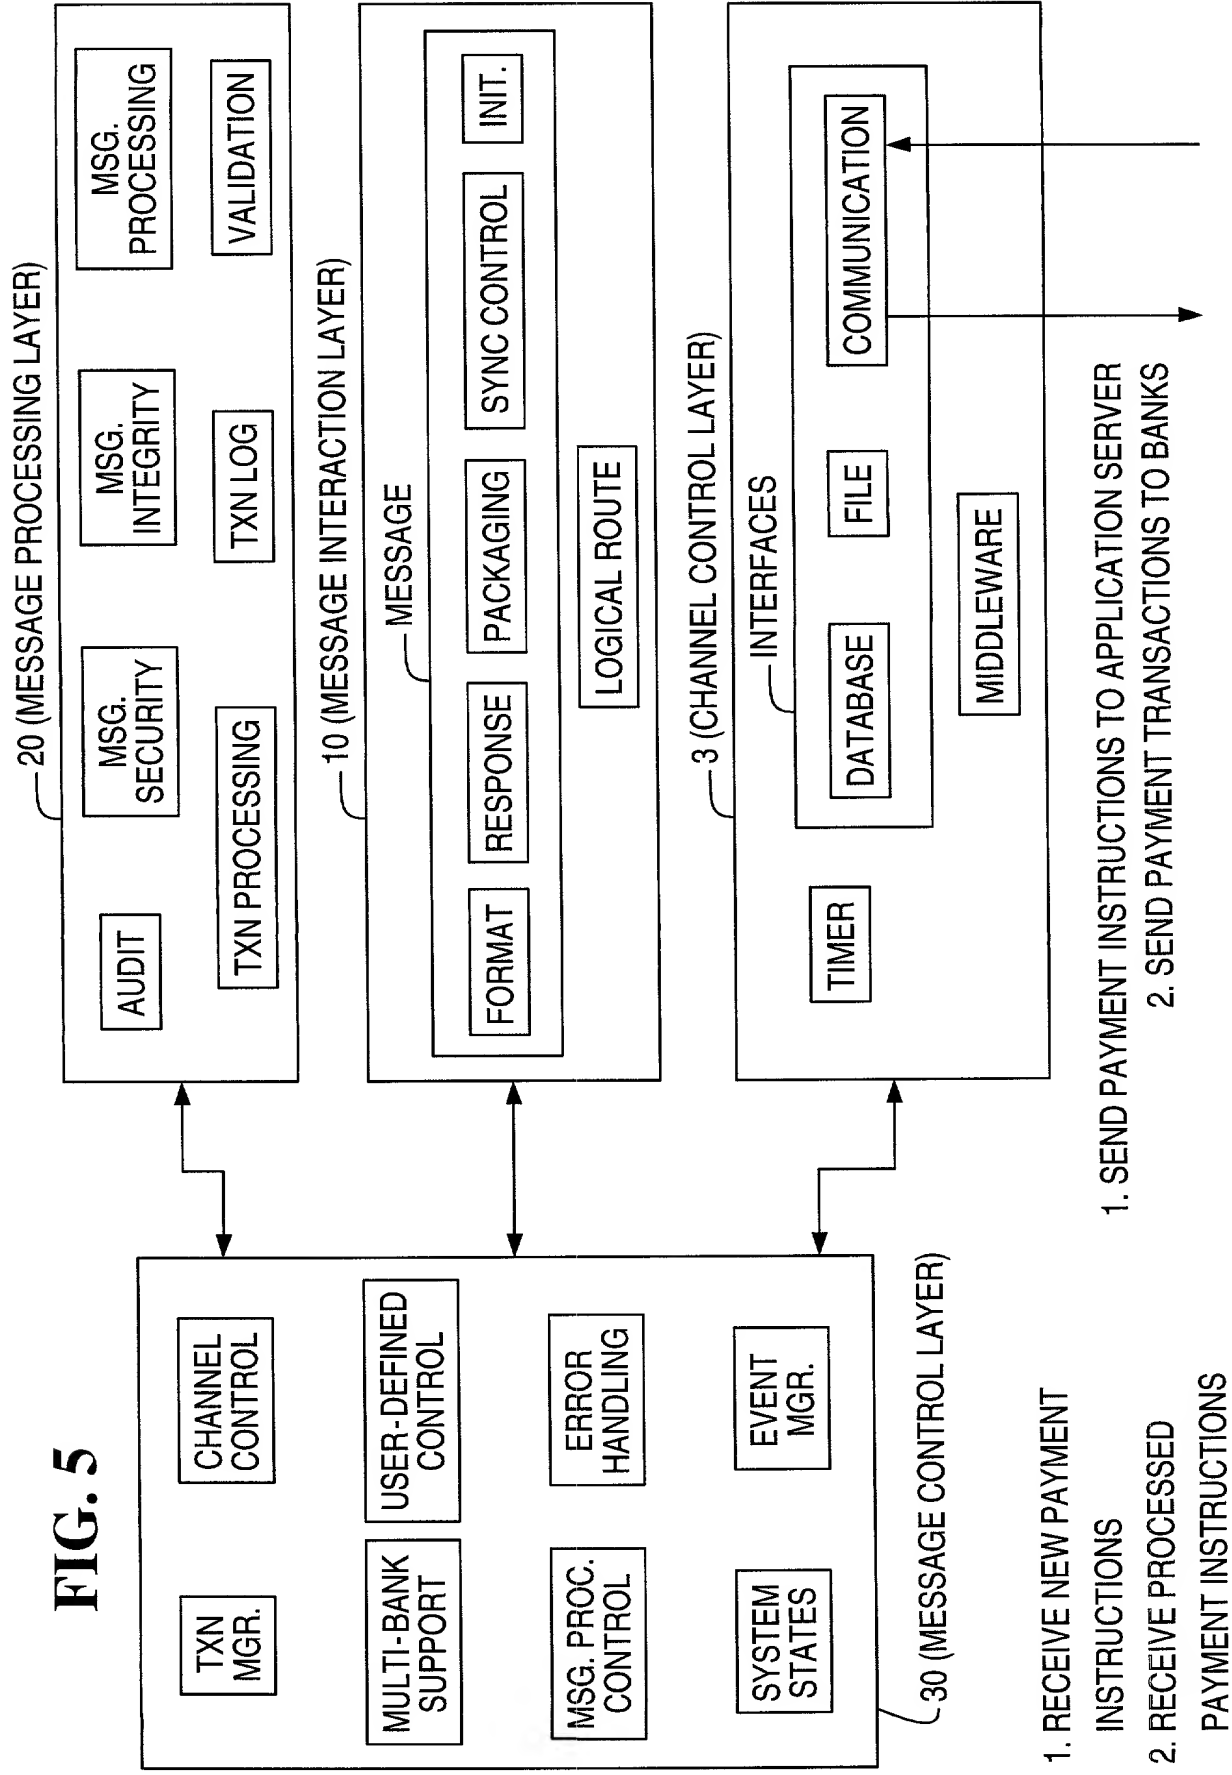 FIG. 5
TXN
MGR.
CHANNEL
CONTROL
MULTI-BANK
SUPPORT
USER-DEFINED
CONTROL
MSG. PROC.
CONTROL
ERROR
HANDLING
SYSTEM
STATES
EVENT
MGR.
30 (MESSAGE CONTROL LAYER)
20 (MESSAGE PROCESSING LAYER)
AUDIT
MSG.
SECURITY
MSG.
INTEGRITY
MSG.
PROCESSING
TXN PROCESSING
TXN LOG
VALIDATION
10 (MESSAGE INTERACTION LAYER)
MESSAGE
FORMAT
RESPONSE
PACKAGING
SYNC CONTROL
INIT.
LOGICAL ROUTE
3 (CHANNEL CONTROL LAYER)
INTERFACES
TIMER
DATABASE
FILE
COMMUNICATION
MIDDLEWARE
1. RECEIVE NEW PAYMENT
INSTRUCTIONS
2. RECEIVE PROCESSED
PAYMENT INSTRUCTIONS
1. SEND PAYMENT INSTRUCTIONS TO APPLICATION SERVER
2. SEND PAYMENT TRANSACTIONS TO BANKS